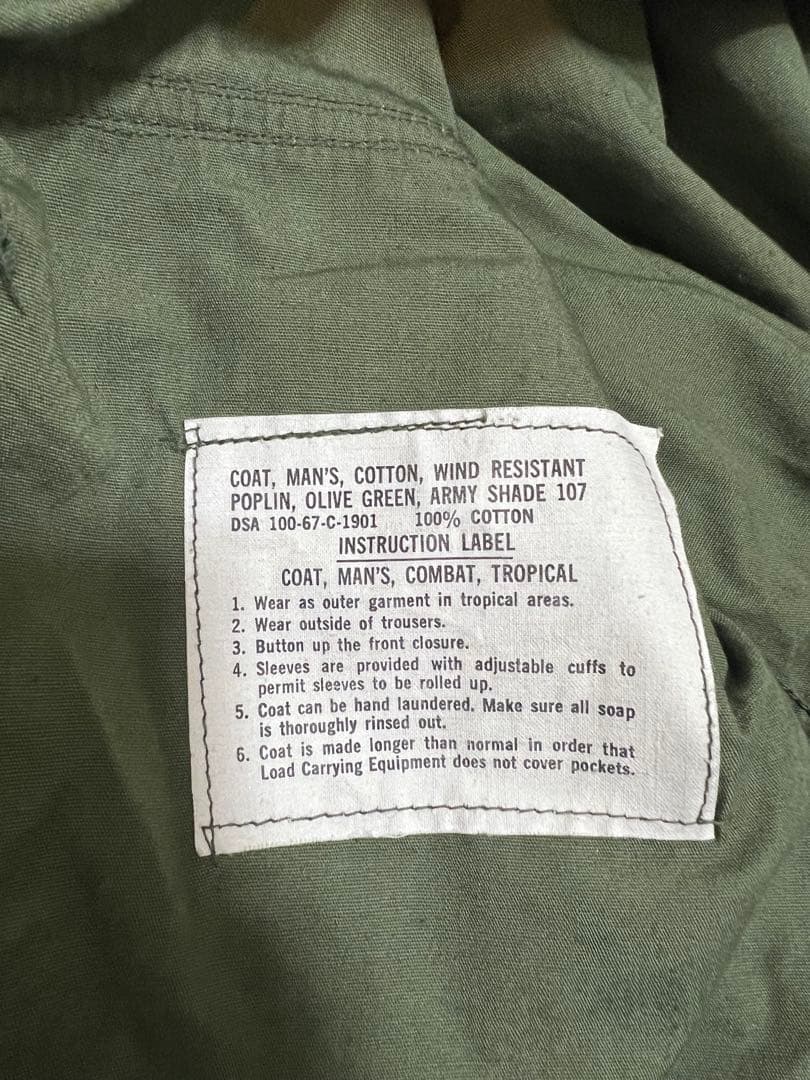 COAT, MAN'S, COTTON, WIND RESISTANT
POPLIN, OLIVE GREEN, ARMY SHADE 107
DSA 100-67-C-1901 100% COTTON
INSTRUCTION LABEL
COAT, MAN'S, COMBAT, TROPICAL
1. Wear as outer garment in tropical areas.
2. Wear outside of trousers.
3. Button up the front closure.
4. Sleeves are provided with adjustable cuffs to
permit sleeves to be rolled up.
5. Coat can be hand laundered. Make sure all soap
is thoroughly rinsed out.
6. Coat is made longer than normal in order that
Load Carrying Equipment does not cover pockets.